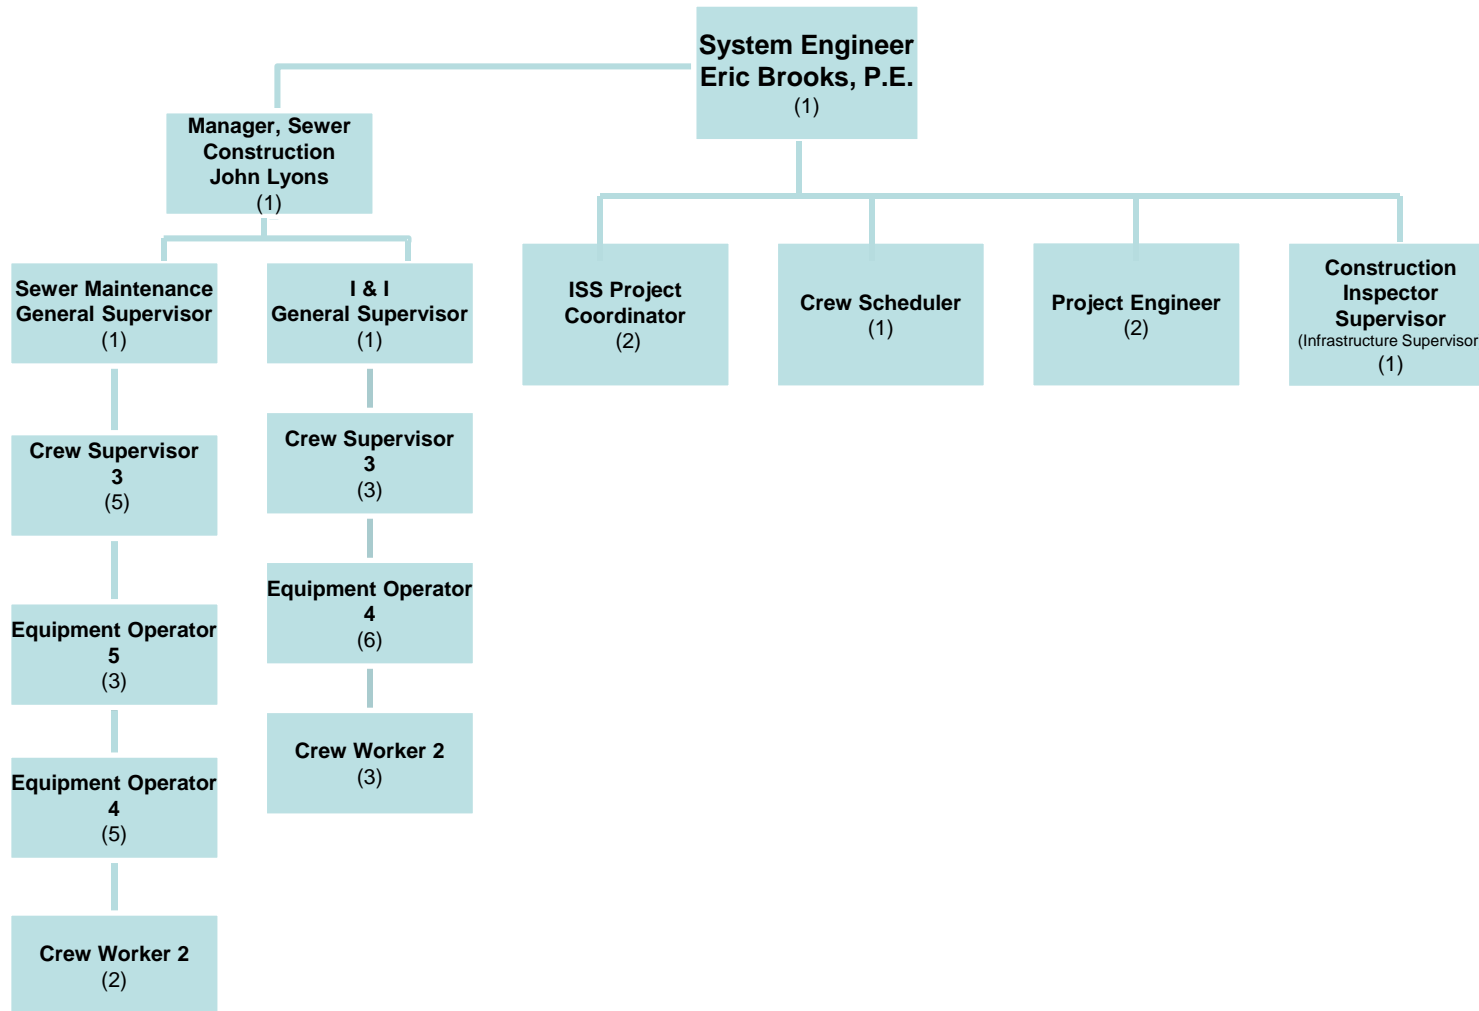 System Engineer
Eric Brooks, P.E.
(1)
Manager, Sewer
Construction
John Lyons
(1)
Sewer Maintenance
General Supervisor
(1)
I & I
General Supervisor
(1)
ISS Project
Coordinator
(2)
Crew Scheduler
(1)
Project Engineer
(2)
Construction
Inspector
Supervisor
(Infrastructure Supervisor
(1)
Crew Supervisor
3
(5)
Crew Supervisor
3
(3)
Equipment Operator
5
(3)
Equipment Operator
4
(6)
Equipment Operator
4
(5)
Crew Worker 2
(3)
Crew Worker 2
(2)